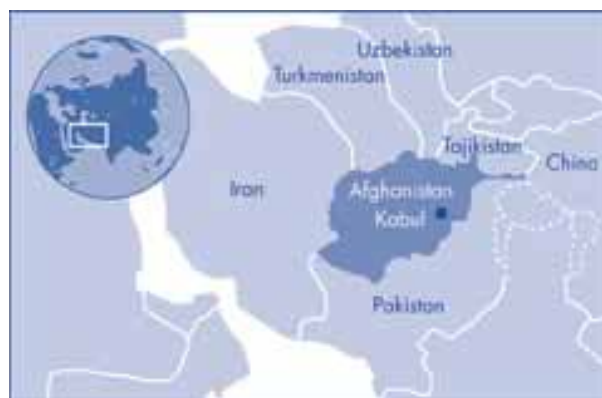 Uzbekistan
Turkmenistan
Tajikistan
China
Iran
Afghanistan
Kabul
Pakistan